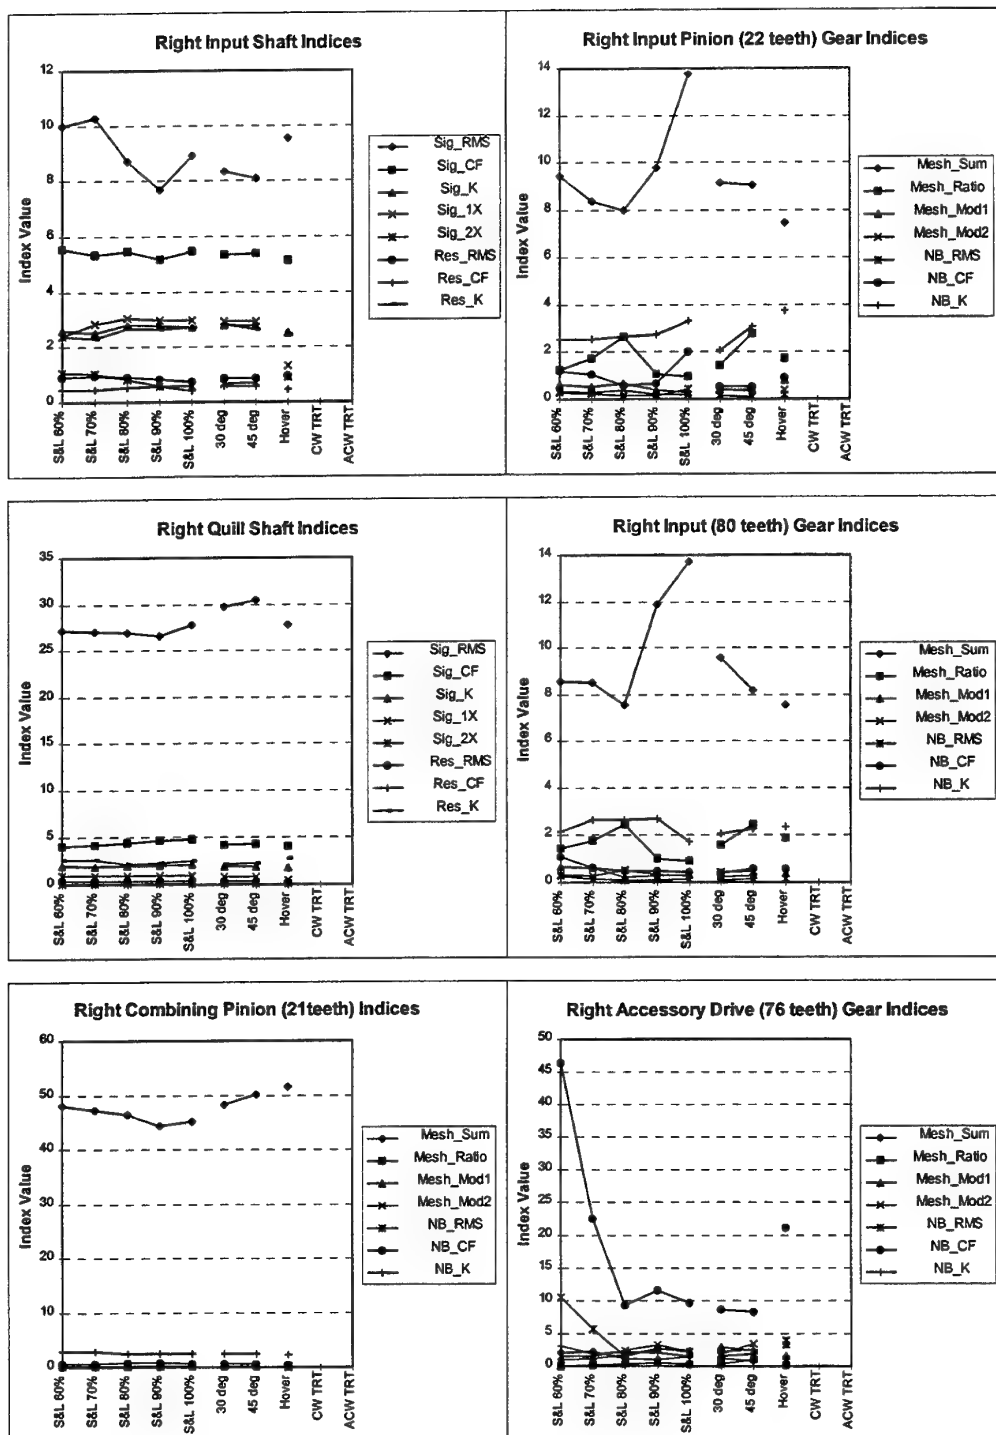 Right Input Shaft Indices
12
10
8
6
4
2
0
Index Value
S&L 60%
S&L 70%
S&L 80%
S&L 90%
S&L 100%
30 deg
45 deg
Hover
CW TRT
ACW TRT
Sig_RMS
Sig_CF
Sig_K
Sig_1X
Sig_2X
Res_RMS
Res_CF
Res_K
Right Input Pinion (22 teeth) Gear Indices
14
12
10
8
6
4
2
0
Index Value
S&L 60%
S&L 70%
S&L 80%
S&L 90%
S&L 100%
30 deg
45 deg
Hover
CW TRT
ACW TRT
Mesh_Sum
Mesh_Ratio
Mesh_Mod1
Mesh_Mod2
NB_RMS
NB_CF
NB_K
Right Quill Shaft Indices
35
30
25
20
15
10
5
0
Index Value
S&L 60%
S&L 70%
S&L 80%
S&L 90%
S&L 100%
30 deg
45 deg
Hover
CW TRT
ACW TRT
Sig_RMS
Sig_CF
Sig_K
Sig_1X
Sig_2X
Res_RMS
Res_CF
Res_K
Right Input (80 teeth) Gear Indices
14
12
10
8
6
4
2
0
Index Value
S&L 60%
S&L 70%
S&L 80%
S&L 90%
S&L 100%
30 deg
45 deg
Hover
CW TRT
ACW TRT
Mesh_Sum
Mesh_Ratio
Mesh_Mod1
Mesh_Mod2
NB_RMS
NB_CF
NB_K
Right Combining Pinion (21teeth) Indices
60
50
40
30
20
10
0
Index Value
S&L 60%
S&L 70%
S&L 80%
S&L 90%
S&L 100%
30 deg
45 deg
Hover
CW TRT
ACW TRT
Mesh_Sum
Mesh_Ratio
Mesh_Mod1
Mesh_Mod2
NB_RMS
NB_CF
NB_K
Right Accessory Drive (76 teeth) Gear Indices
50
45
40
35
30
25
20
15
10
5
0
Index Value
S&L 60%
S&L 70%
S&L 80%
S&L 90%
S&L 100%
30 deg
45 deg
Hover
CW TRT
ACW TRT
Mesh_Sum
Mesh_Ratio
Mesh_Mod1
Mesh_Mod2
NB_RMS
NB_CF
NB_K